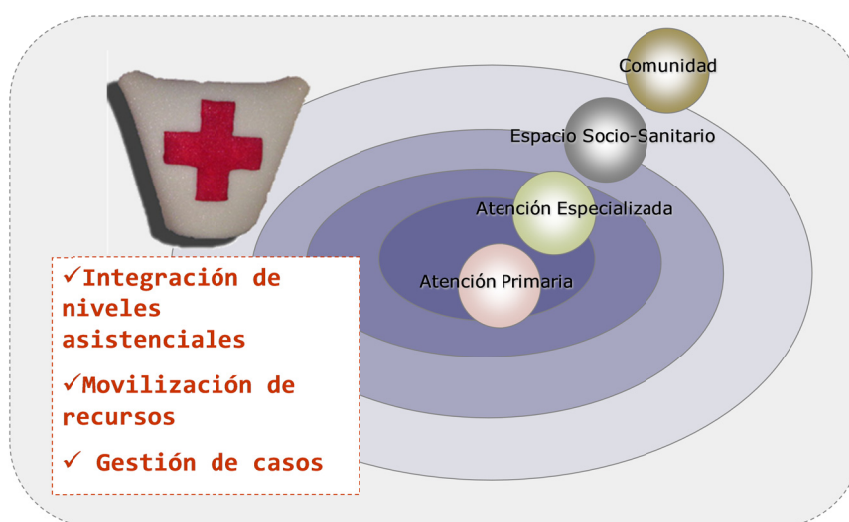 Comunidad
Espacio Socio-Sanitario
Atención Especializada
Atención Primaria
✓Integración de
niveles
asistenciales
✓Movilización de
recursos
✓ Gestión de casos